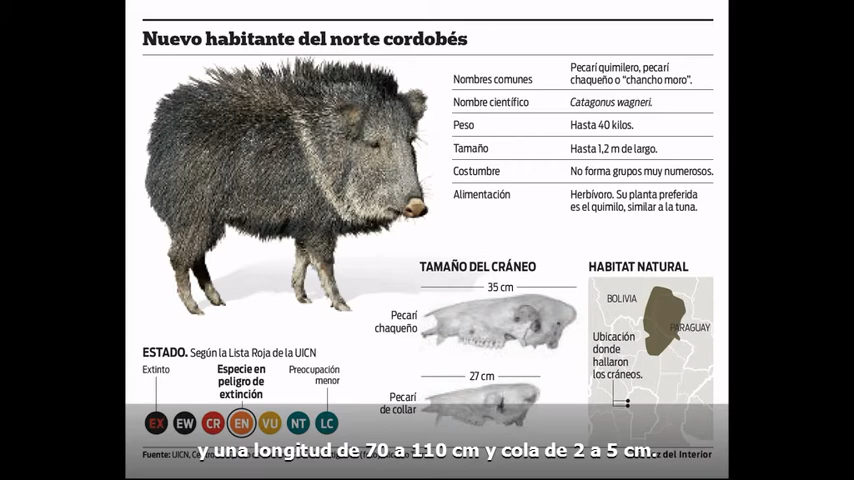 Nuevo habitante del norte cordobés
Nombres comunes
Pecarí quimilero, pecarí
chaqueño o “chancho moro”.
Nombre científico
Catagonus wagneri.
Peso
Hasta 40 kilos.
Tamaño
Hasta 1,2 m de largo.
Costumbre
No forma grupos muy numerosos.
Alimentación
Herbívoro. Su planta preferida
es el quimilo, similar a la tuna.
TAMAÑO DEL CRÁNEO
35 cm
Pecarí
chaqueño
27 cm
Pecarí
de collar
HABITAT NATURAL
BOLIVIA
PARAGUAY
Ubicación
donde
hallaron
los cráneos.
ESTADO. Según la Lista Roja de la UICN
Extinto
Especie en
peligro de
extinción
Preocupación
menor
EX EW CR EN VU NT LC
Fuente: UICN,
del Interior
y una longitud de 70 a 110 cm y cola de 2 a 5 cm.